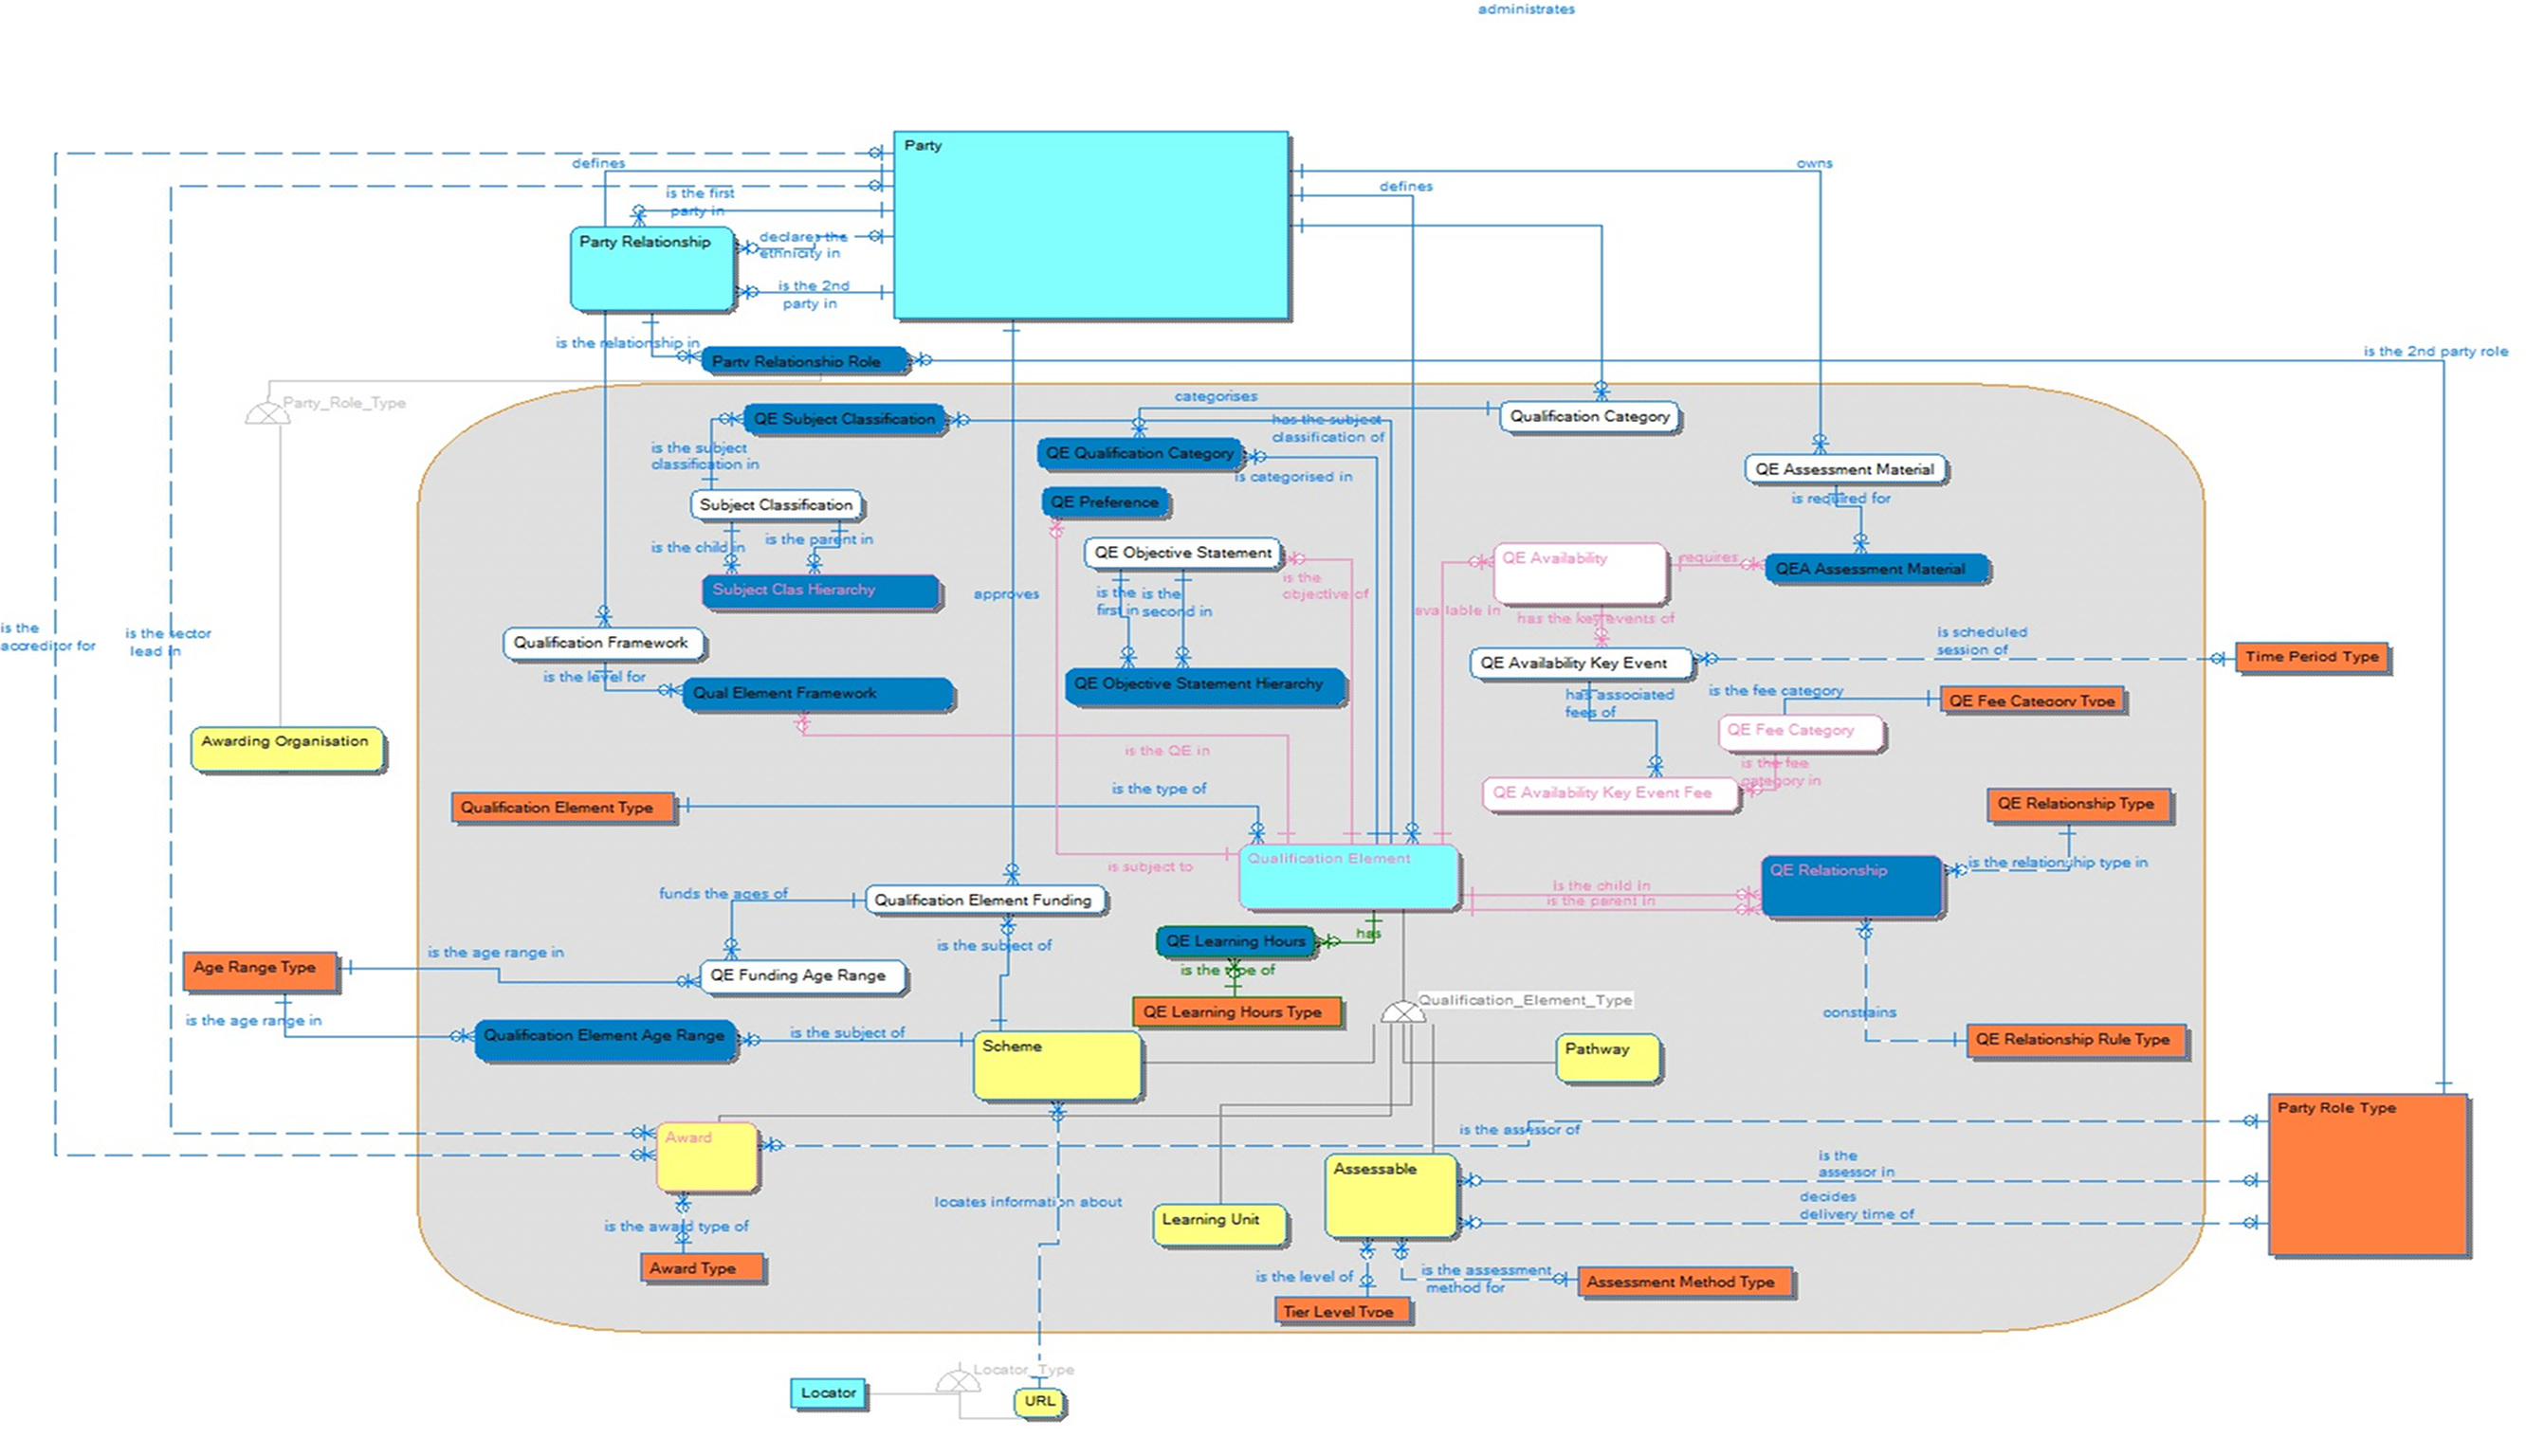 administrates
Party
defines
owns
defines
is the first
party in
Party Relationship
declares the
ethnicity in
is the 2nd
party in
is the relationship in
Party Relationship Role
is the 2nd party role
Party_Role_Type
categorises
QE Subject Classification
has the subject
classification of
Qualification Category
is the subject
classification in
QE Qualification Category
is categorised in
QE Assessment Material
is required for
Subject Classification
QE Preference
is the child in
is the parent in
QE Objective Statement
QE Availability
requires
QEA Assessment Material
Subject Clas Hierarchy
approves
is the
first in
is the
second in
is the
objective of
available in
has the key events of
is the
accreditor for
is the sector
lead in
Qualification Framework
is scheduled
session of
Time Period Type
is the level for
Qual Element Framework
QE Objective Statement Hierarchy
QE Availability Key Event
has associated
fees of
is the fee category
QE Fee Category Type
QE Fee Category
Awarding Organisation
is the QE in
is the fee
category in
is the type of
QE Availability Key Event Fee
Qualification Element Type
QE Relationship Type
is subject to
Qualification Element
QE Relationship
is the relationship type in
funds the ages of
Qualification Element Funding
is the child in
is the parent in
is the subject of
QE Learning Hours
has
is the age range in
Age Range Type
QE Funding Age Range
is the type of
QE Learning Hours Type
Qualification_Element_Type
constrains
is the age range in
Qualification Element Age Range
is the subject of
Scheme
Pathway
QE Relationship Rule Type
Party Role Type
Award
is the assessor of
Assessable
is the
assessor in
decides
delivery time of
locates information about
Learning Unit
is the award type of
Award Type
is the level of
is the assessment
method for
Assessment Method Type
Tier Level Type
Locator_Type
Locator
URL